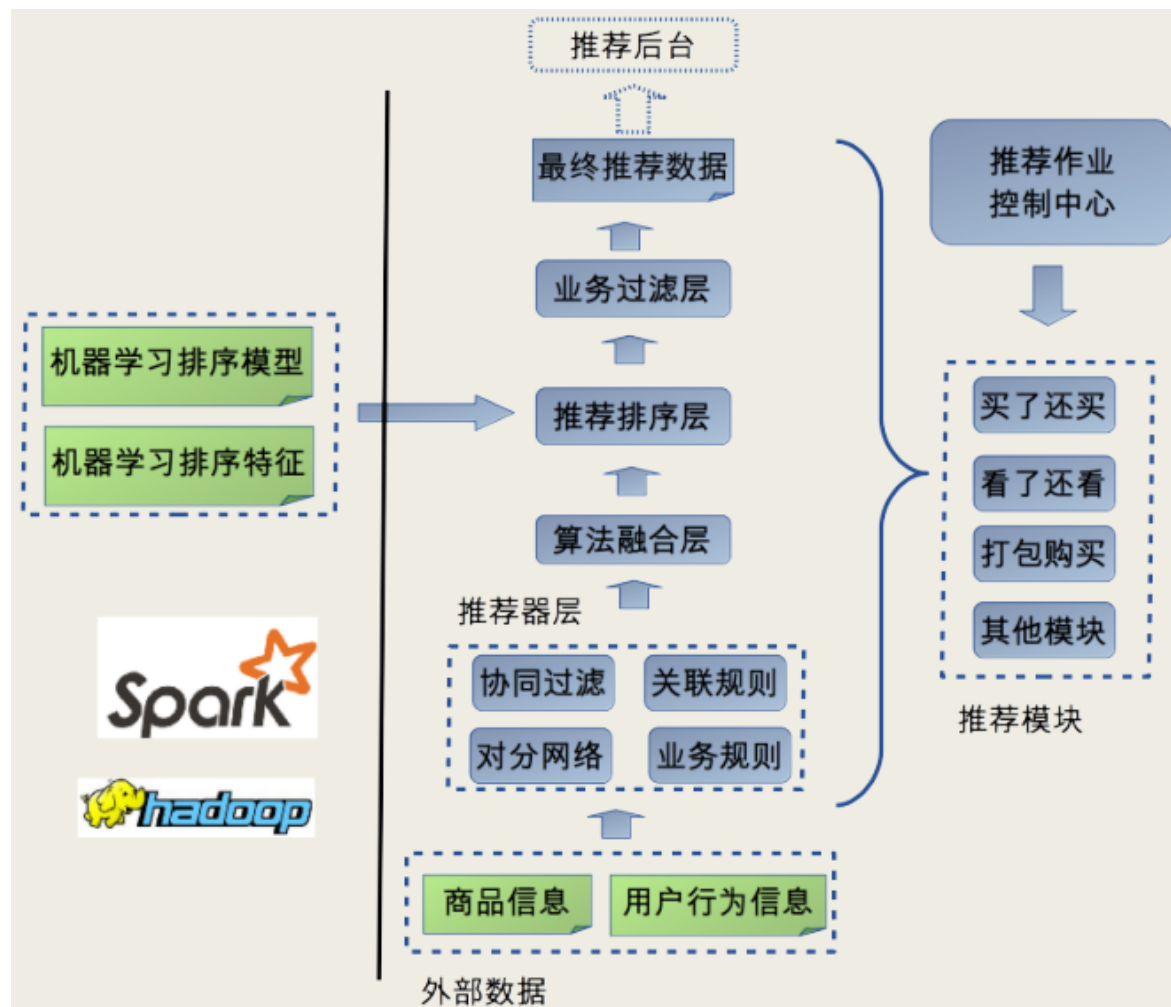 推荐后台
最终推荐数据
推荐作业
控制中心
业务过滤层
机器学习排序模型
机器学习排序特征
推荐排序层
买了还买
看了还看
算法融合层
打包购买
其他模块
推荐器层
协同过滤
关联规则
对分网络
业务规则
推荐模块
Spark
hadoop
商品信息
用户行为信息
外部数据